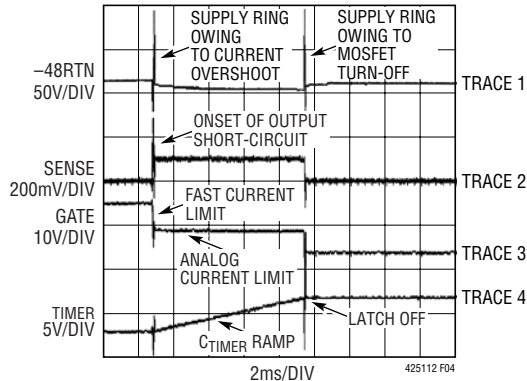 SUPPLY RING
OWING
TO CURRENT
OVERSHOOT
SUPPLY RING
OWING TO
MOSFET
TURN-OFF
–48RTN
50V/DIV
TRACE 1
ONSET OF OUTPUT
SHORT-CIRCUIT
SENSE
200mV/DIV
TRACE 2
GATE
10V/DIV
FAST CURRENT
LIMIT
ANALOG
CURRENT LIMIT
TRACE 3
TRACE 4
TIMER
5V/DIV
LATCH OFF
CTIMER RAMP
2ms/DIV
425112 F04